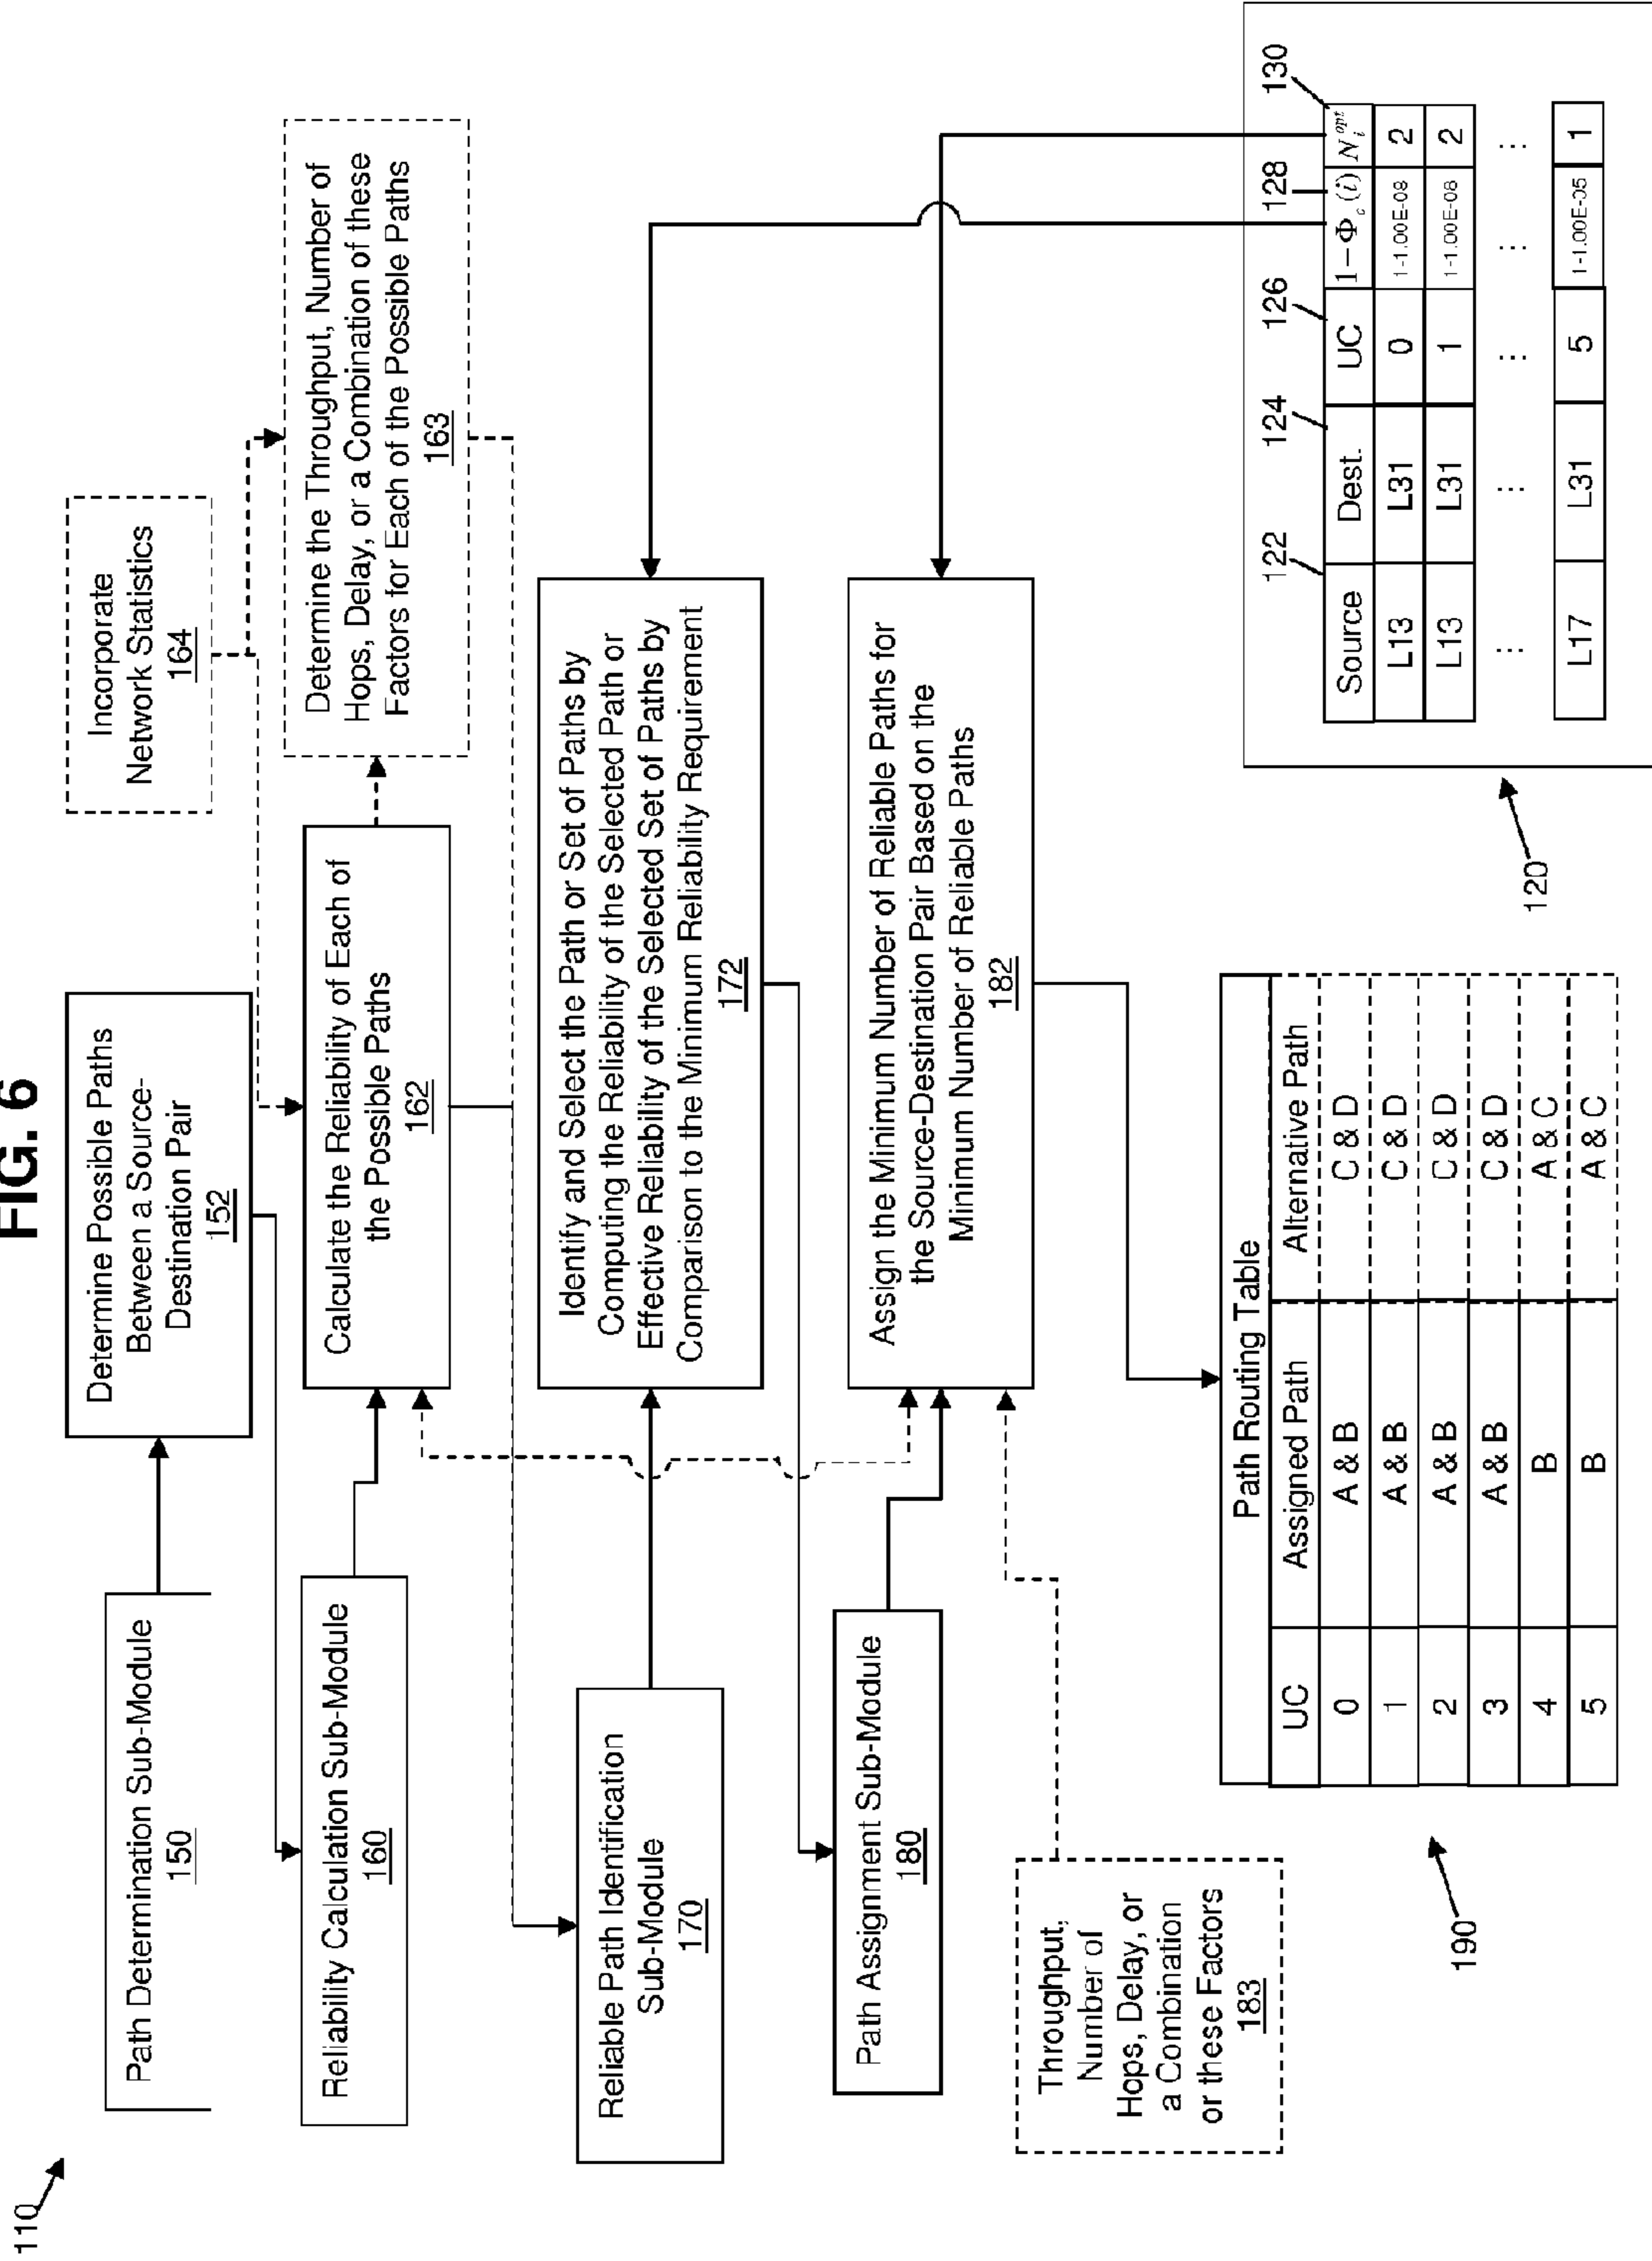 FIG. 6
110
Path Determination Sub-Module
150
Determine Possible Paths
Between a Source-
Destination Pair
152
Incorporate
Network Statistics
164
Reliability Calculation Sub-Module
160
Calculate the Reliability of Each of
the Possible Paths
162
Determine the Throughput, Number of
Hops, Delay, or a Combination of these
Factors for Each of the Possible Paths
163
Reliable Path Identification
Sub-Module
170
Identify and Select the Path or Set of Paths by
Computing the Reliability of the Selected Path or
Effective Reliability of the Selected Set of Paths by
Comparison to the Minimum Reliability Requirement
172
Path Assignment Sub-Module
180
Assign the Minimum Number of Reliable Paths for
the Source-Destination Pair Based on the
Minimum Number of Reliable Paths
182
Throughput,
Number of
Hops, Delay, or
a Combination
or these Factors
183
190
Path Routing Table
UC Assigned Path Alternative Path
0 A & B C & D
1 A & B C & D
2 A & B C & D
3 A & B C & D
4 B A & C
5 B A & C
120
122 124 126 128 130
Source Dest. UC 1−Φc(i) Ni^opt
L13 L31 0 1-1.00E-08 2
L13 L31 1 1-1.00E-08 2
... ... ... ... ...
L17 L31 5 1-1.00E-05 1